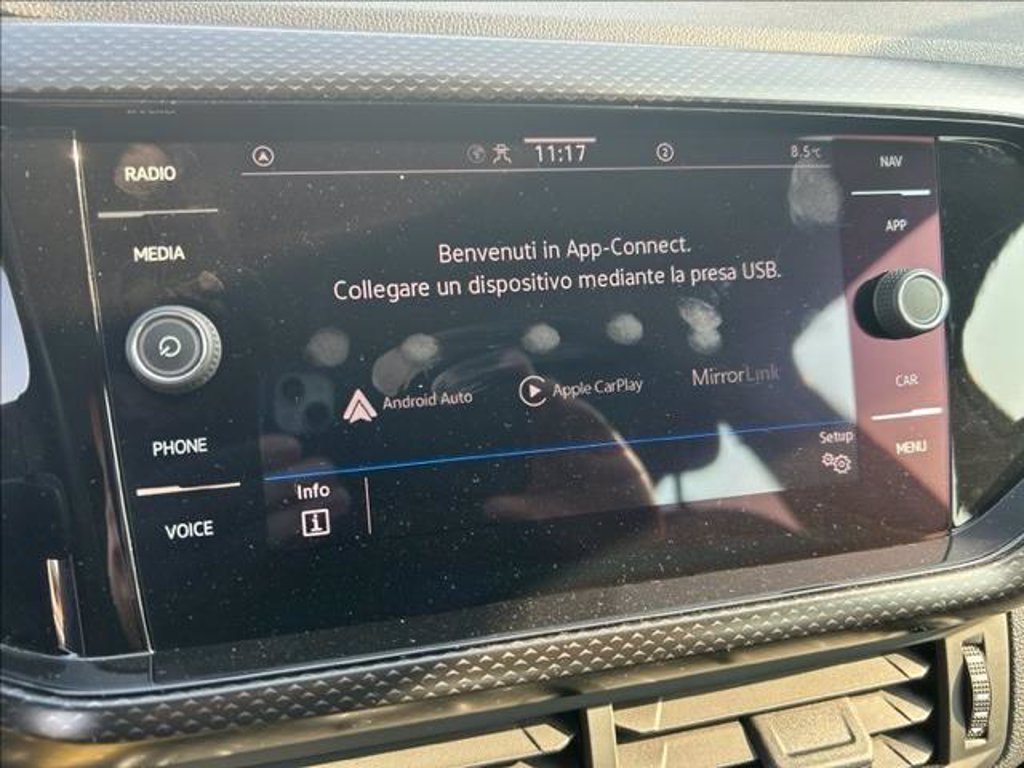 RADIO
MEDIA
PHONE
VOICE
11:17
2
8.5°C
Benvenuti in App-Connect.
Collegare un dispositivo mediante la presa USB.
Android Auto
Apple CarPlay
MirrorLink
Info
Setup
NAV
APP
CAR
MENU